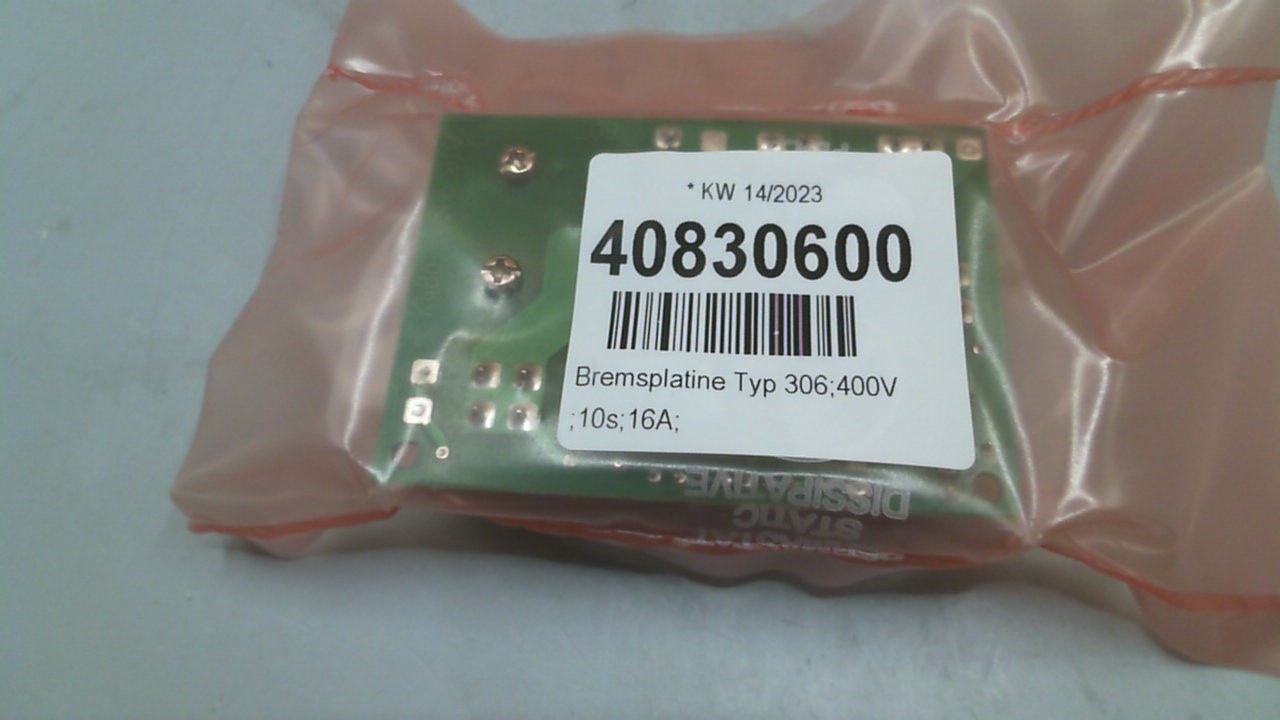 * KW 14/2023
40830600
Bremsplatine Typ 306;400V
;10s;16A;
STATIC
DISSIPATIVE